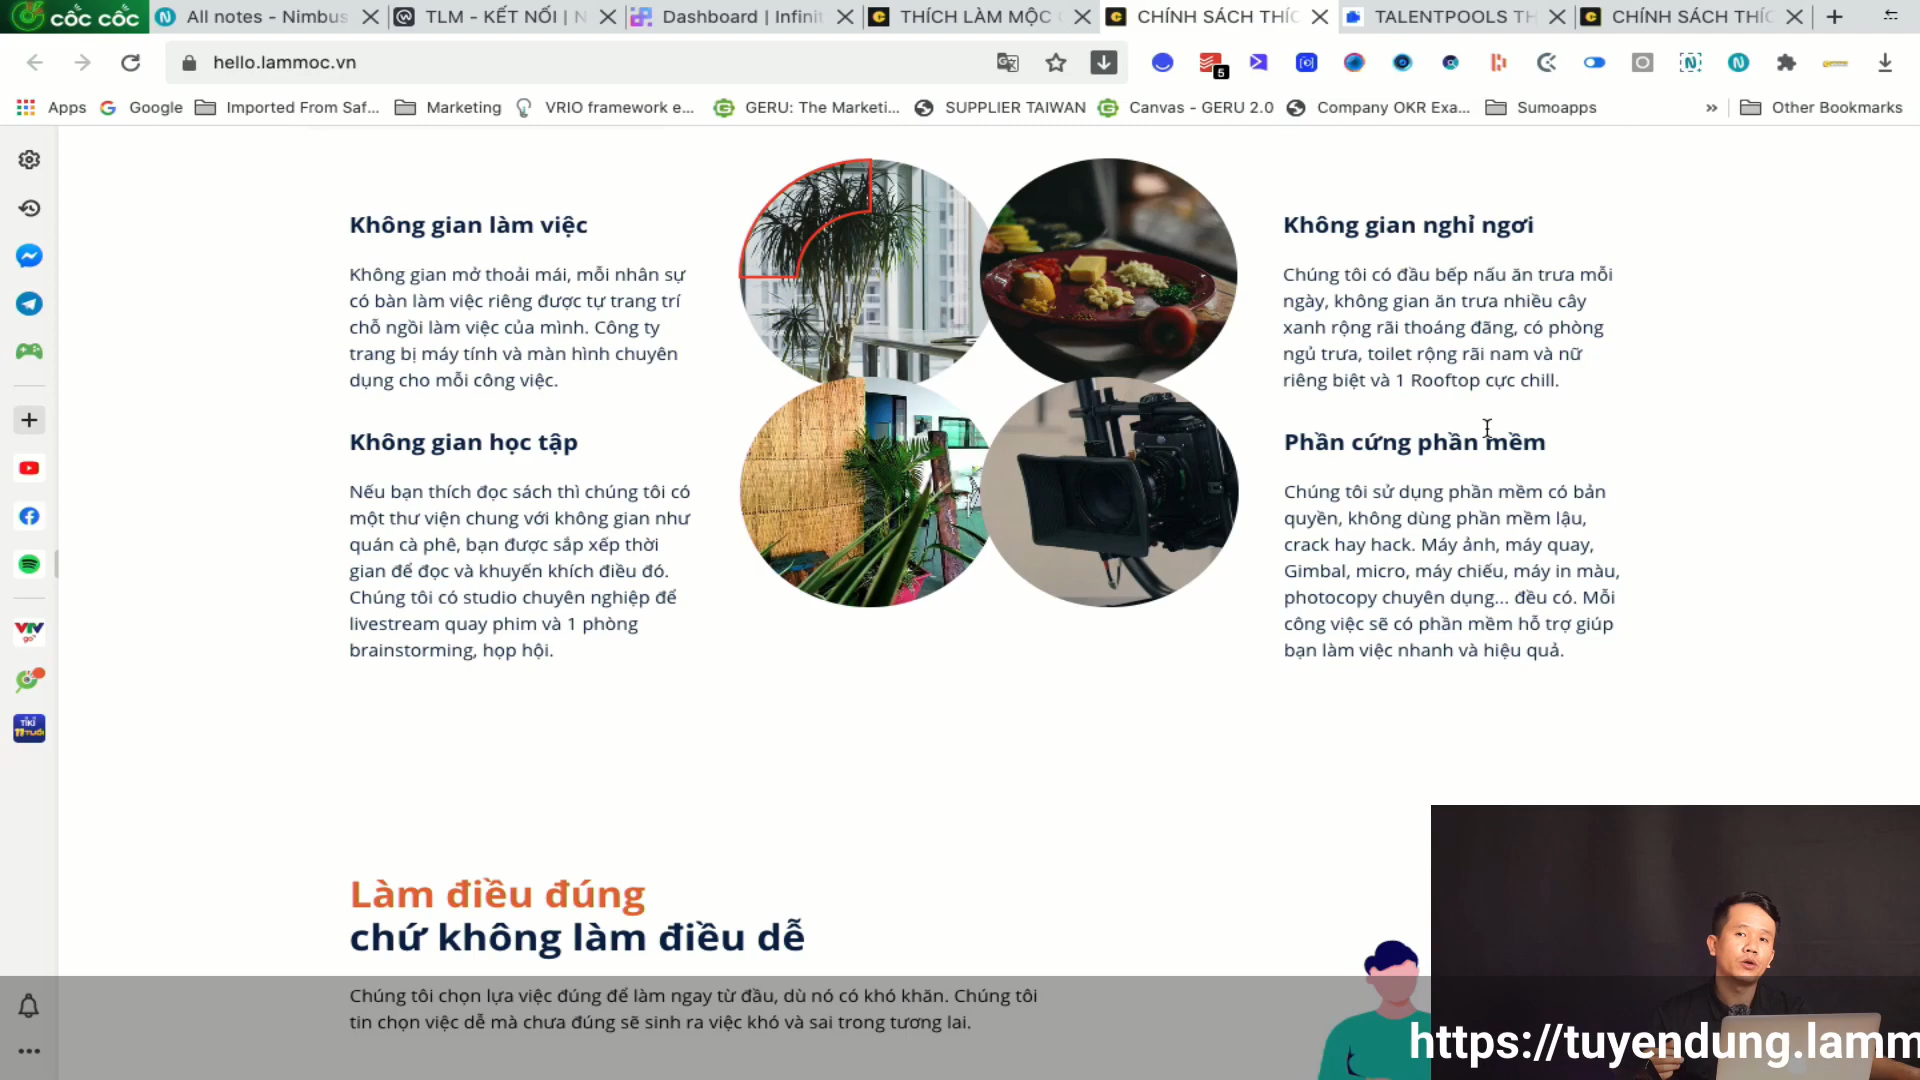 cốc cốc
All notes - Nimbus
TLM - KẾT NỐI | N
Dashboard | Infinit
THÍCH LÀM MỘC
CHÍNH SÁCH THÍC
TALENTPOOLS TH
CHÍNH SÁCH THÍC
hello.lammoc.vn
5
Apps
Google
Imported From Saf...
Marketing
VRIO framework e...
GERU: The Marketi...
SUPPLIER TAIWAN
Canvas - GERU 2.0
Company OKR Exa...
Sumoapps
»
Other Bookmarks
Không gian làm việc
Không gian mở thoải mái, mỗi nhân sự
có bàn làm việc riêng được tự trang trí
chỗ ngồi làm việc của mình. Công ty
trang bị máy tính và màn hình chuyên
dụng cho mỗi công việc.
Không gian học tập
Nếu bạn thích đọc sách thì chúng tôi có
một thư viện chung với không gian như
quán cà phê, bạn được sắp xếp thời
gian để đọc và khuyến khích điều đó.
Chúng tôi có studio chuyên nghiệp để
livestream quay phim và 1 phòng
brainstorming, họp hội.
Không gian nghỉ ngơi
Chúng tôi có đầu bếp nấu ăn trưa mỗi
ngày, không gian ăn trưa nhiều cây
xanh rộng rãi thoáng đãng, có phòng
ngủ trưa, toilet rộng rãi nam và nữ
riêng biệt và 1 Rooftop cực chill.
Phần cứng phần mềm
Chúng tôi sử dụng phần mềm có bản
quyền, không dùng phần mềm lậu,
crack hay hack. Máy ảnh, máy quay,
Gimbal, micro, máy chiếu, máy in màu,
photocopy chuyên dụng... đều có. Mỗi
công việc sẽ có phần mềm hỗ trợ giúp
bạn làm việc nhanh và hiệu quả.
VTV
go
TIKI
11 TUỔI
Làm điều đúng
chứ không làm điều dễ
Chúng tôi chọn lựa việc đúng để làm ngay từ đầu, dù nó có khó khăn. Chúng tôi
tin chọn việc dễ mà chưa đúng sẽ sinh ra việc khó và sai trong tương lai.
https://tuyendung.lamm